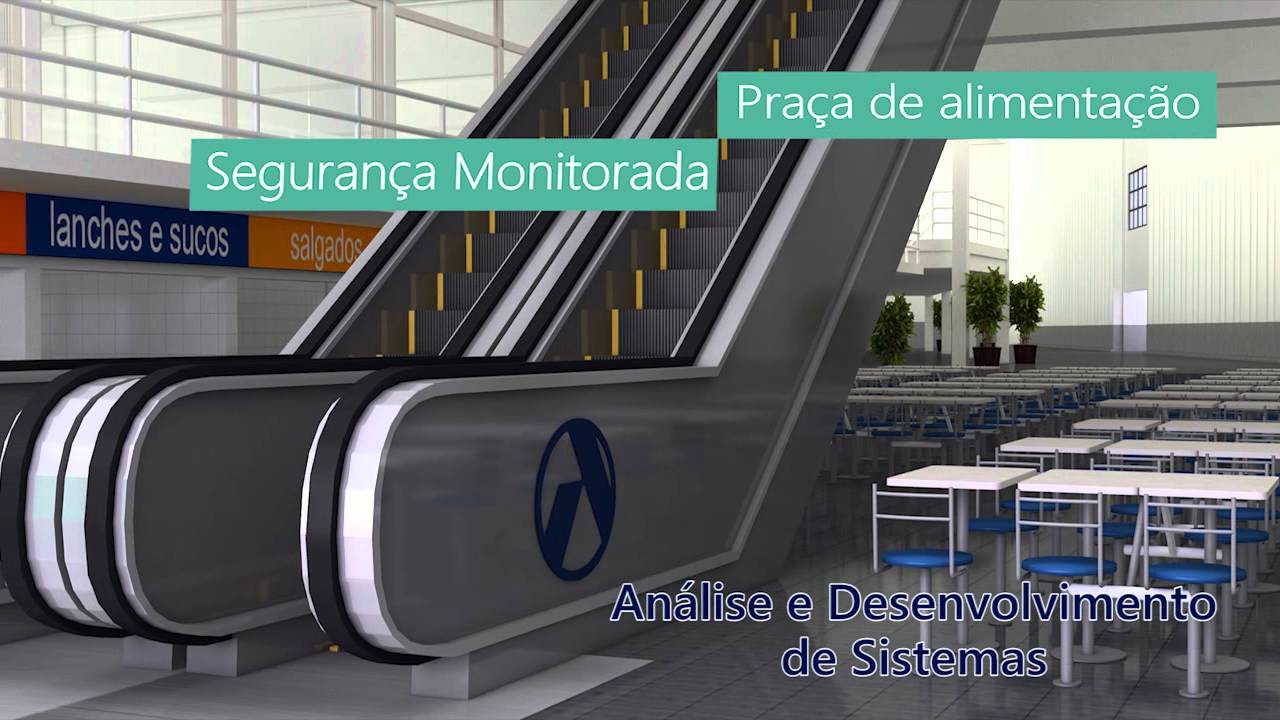 Praça de alimentação
Segurança Monitorada
lanches e sucos
salgados
Análise e Desenvolvimento
de Sistemas